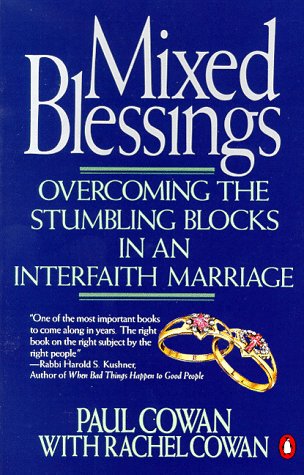 Mixed
Blessings
OVERCOMING THE
STUMBLING BLOCKS
IN AN
INTERFAITH MARRIAGE
"One of the most important books
to come along in years. The right
book on the right subject by the
right people"
—Rabbi Harold S. Kushner,
Author of When Bad Things Happen to Good People
PAUL COWAN
WITH RACHEL COWAN